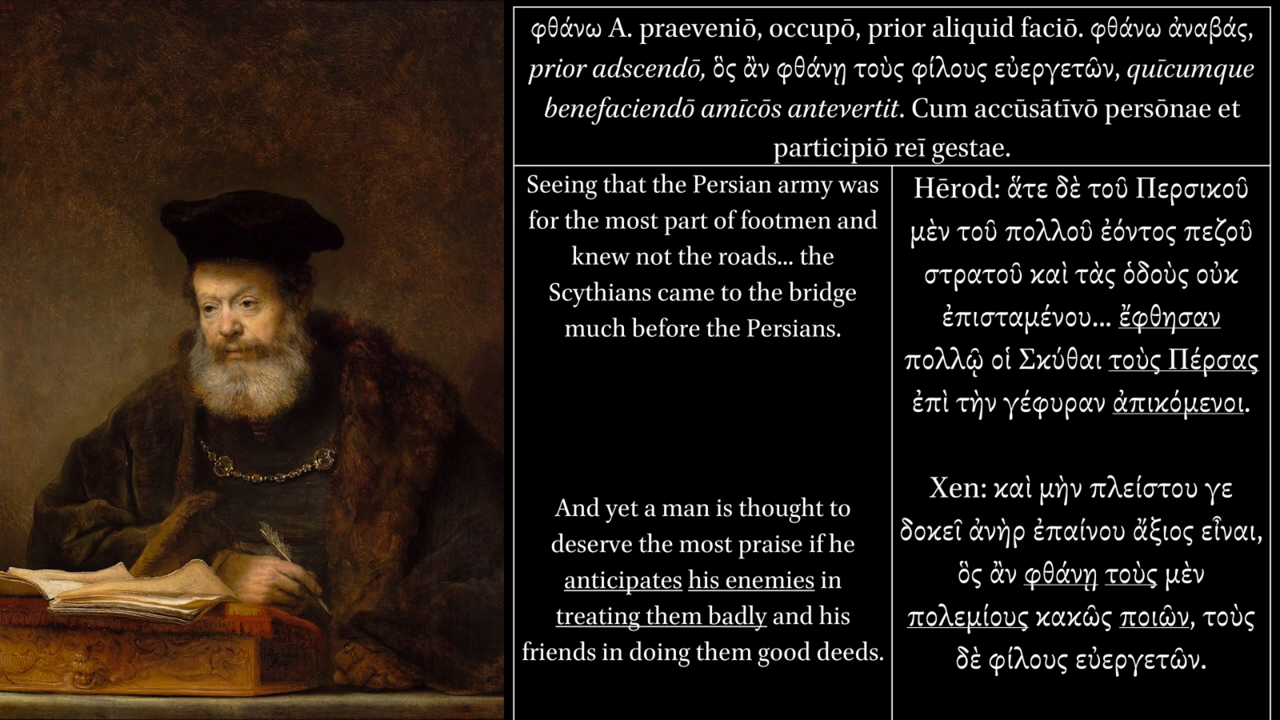 φθάνω A. praeveniō, occupō, prior aliquid faciō. φθάνω ἀναβάς,
prior adscendō, ὃς ἂν φθάνῃ τοὺς φίλους εὐεργετῶν, quīcumque
benefaciendō amīcōs antevertit. Cum accūsātīvō persōnae et
participiō reī gestae.
Seeing that the Persian army was
for the most part of footmen and
knew not the roads... the
Scythians came to the bridge
much before the Persians.
And yet a man is thought to
deserve the most praise if he
anticipates his enemies in
treating them badly and his
friends in doing them good deeds.
Hērod: ἅτε δὲ τοῦ Περσικοῦ
μὲν τοῦ πολλοῦ ἐόντος πεζοῦ
στρατοῦ καὶ τὰς ὁδοὺς οὐκ
ἐπισταμένου... ἔφθησαν
πολλῷ οἱ Σκύθαι τοὺς Πέρσας
ἐπὶ τὴν γέφυραν ἀπικόμενοι.
Xen: καὶ μὴν πλείστου γε
δοκεῖ ἀνὴρ ἐπαίνου ἄξιος εἶναι,
ὃς ἂν φθάνῃ τοὺς μὲν
πολεμίους κακῶς ποιῶν, τοὺς
δὲ φίλους εὐεργετῶν.